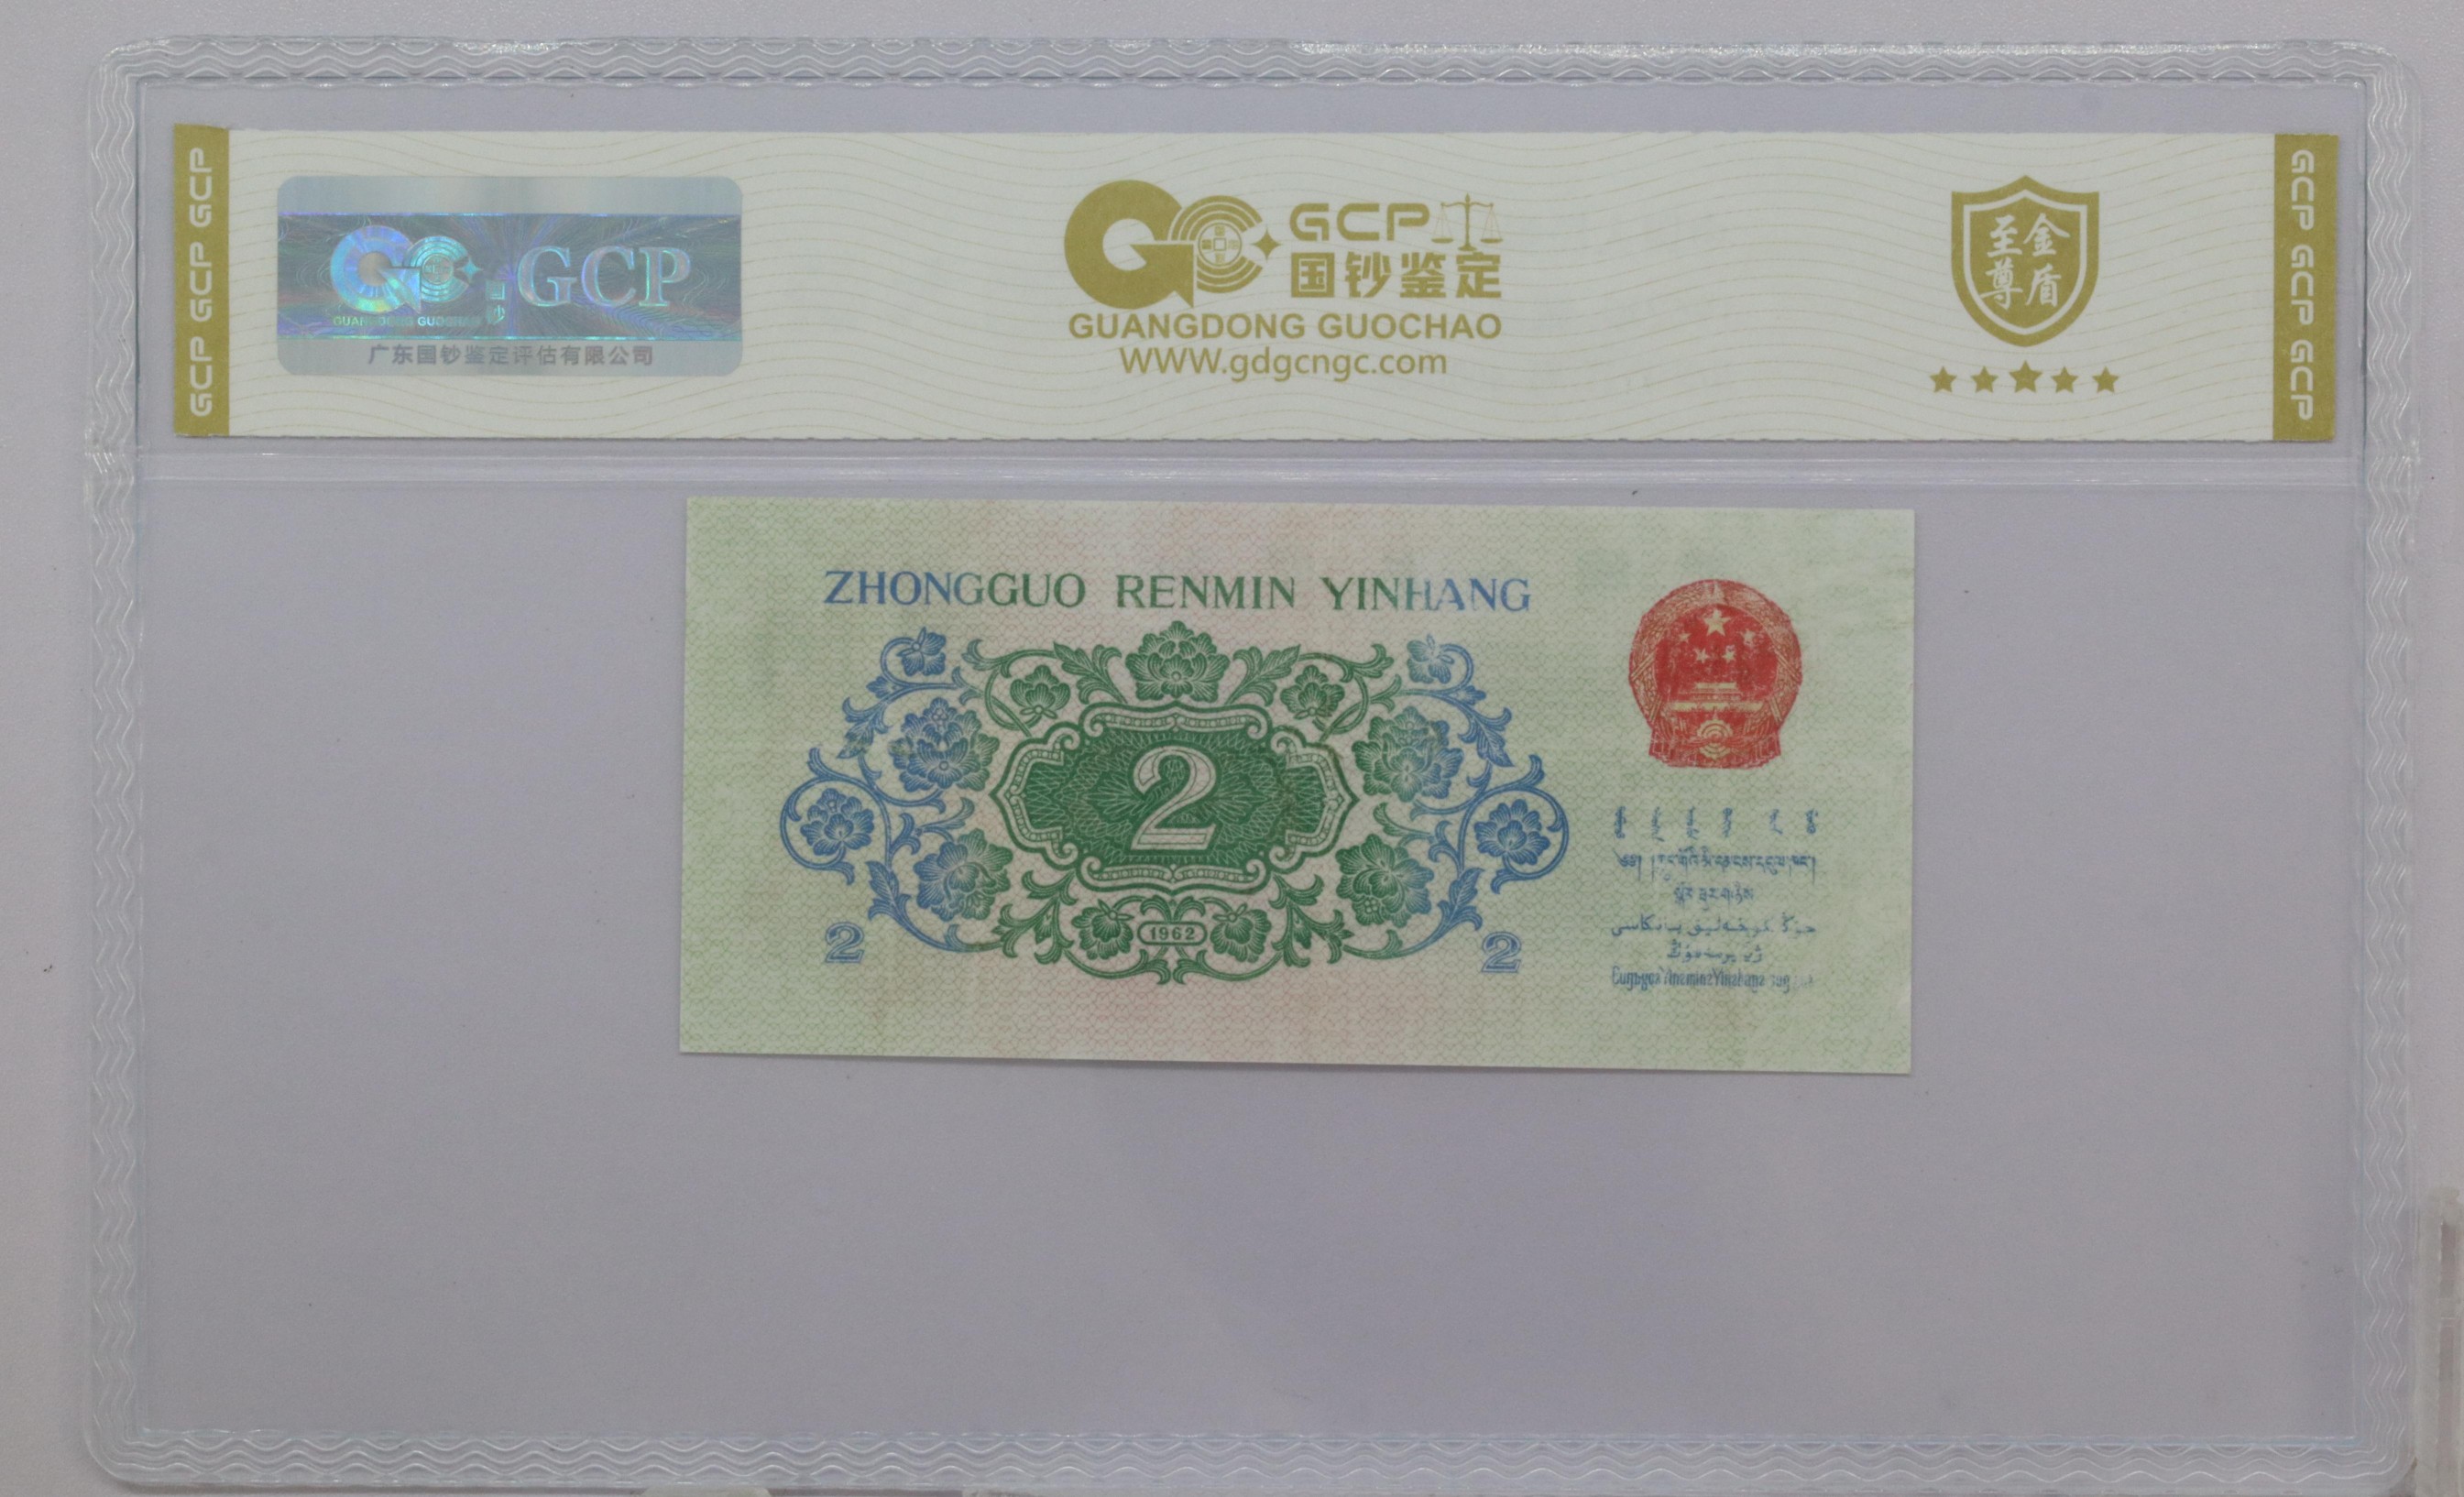 GCP GCP GCP
GCP
国钞
GUANGDONG GUOCHAO
广东国钞鉴定评估有限公司
GCP
国钞鉴定
GUANGDONG GUOCHAO
WWW.gdgcngc.com
至尊
金盾
GCP GCP GCP
ZHONGGUO RENMIN YINHANG
2
1962
2
2